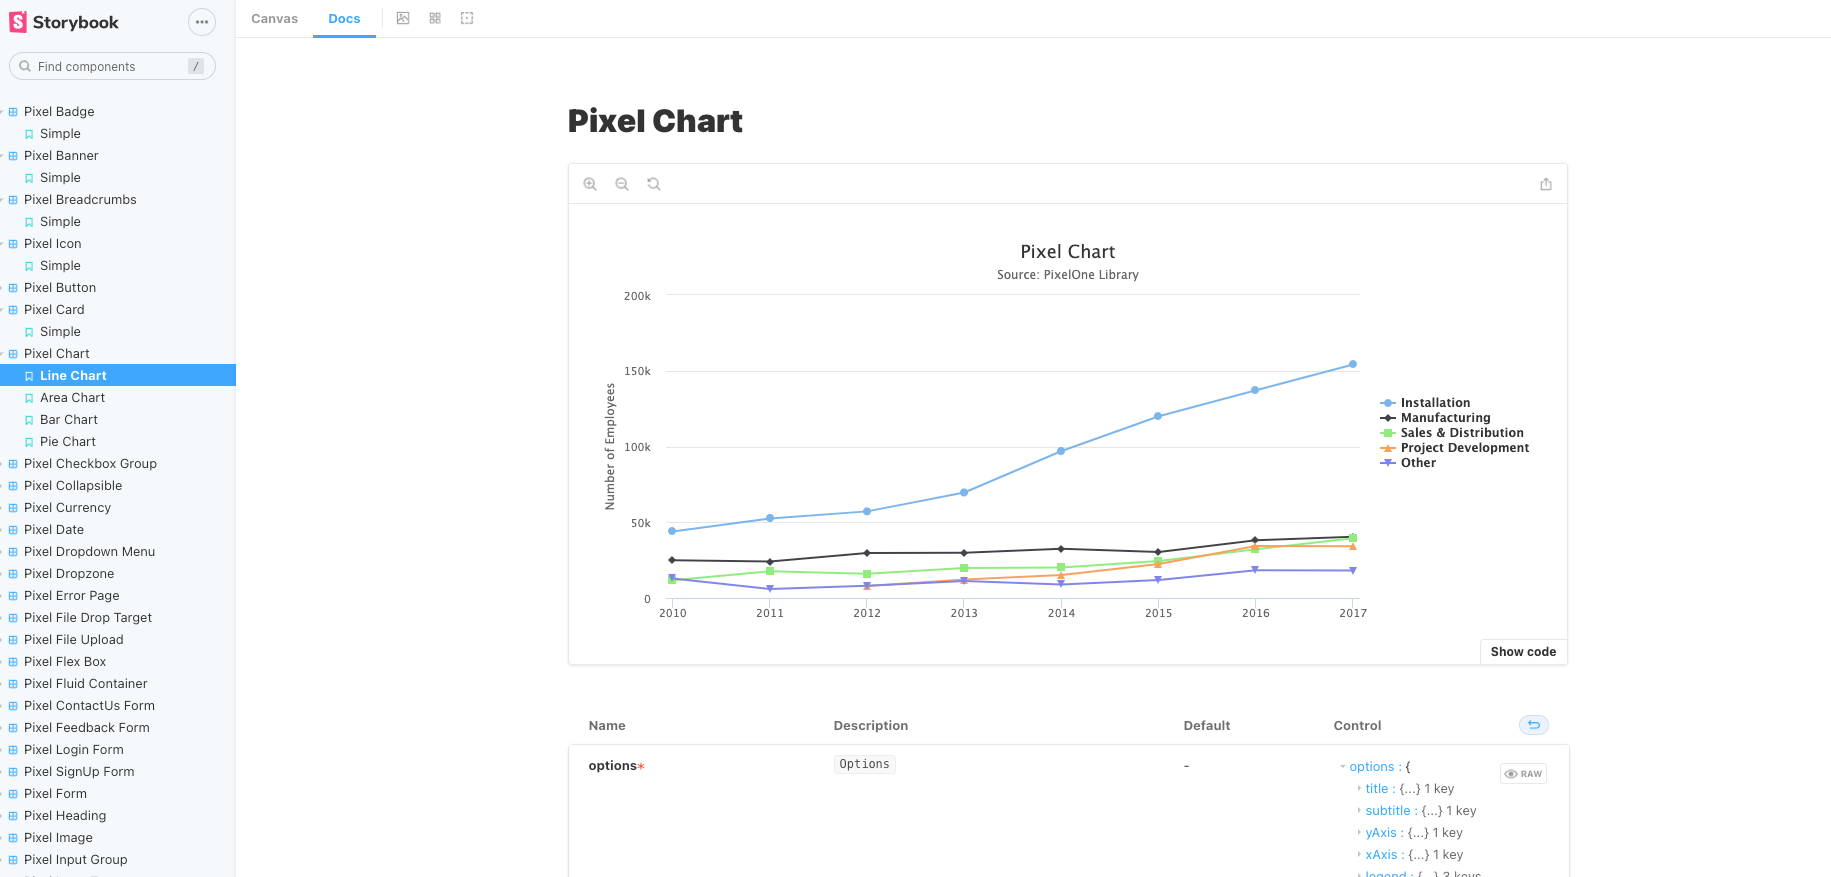 Storybook
Find components /
Pixel Badge
Simple
Pixel Banner
Simple
Pixel Breadcrumbs
Simple
Pixel Icon
Simple
Pixel Button
Pixel Card
Simple
Pixel Chart
Line Chart
Area Chart
Bar Chart
Pie Chart
Pixel Checkbox Group
Pixel Collapsible
Pixel Currency
Pixel Date
Pixel Dropdown Menu
Pixel Dropzone
Pixel Error Page
Pixel File Drop Target
Pixel File Upload
Pixel Flex Box
Pixel Fluid Container
Pixel ContactUs Form
Pixel Feedback Form
Pixel Login Form
Pixel SignUp Form
Pixel Form
Pixel Heading
Pixel Image
Pixel Input Group
Canvas Docs
Pixel Chart
Pixel Chart
Source: PixelOne Library
Number of Employees
200k
150k
100k
50k
0
2010 2011 2012 2013 2014 2015 2016 2017
Installation
Manufacturing
Sales & Distribution
Project Development
Other
Show code
Name Description Default Control
options* Options - options : {
RAW
title : {...} 1 key
subtitle : {...} 1 key
yAxis : {...} 1 key
xAxis : {...} 1 key
legend : {...} 3 keys